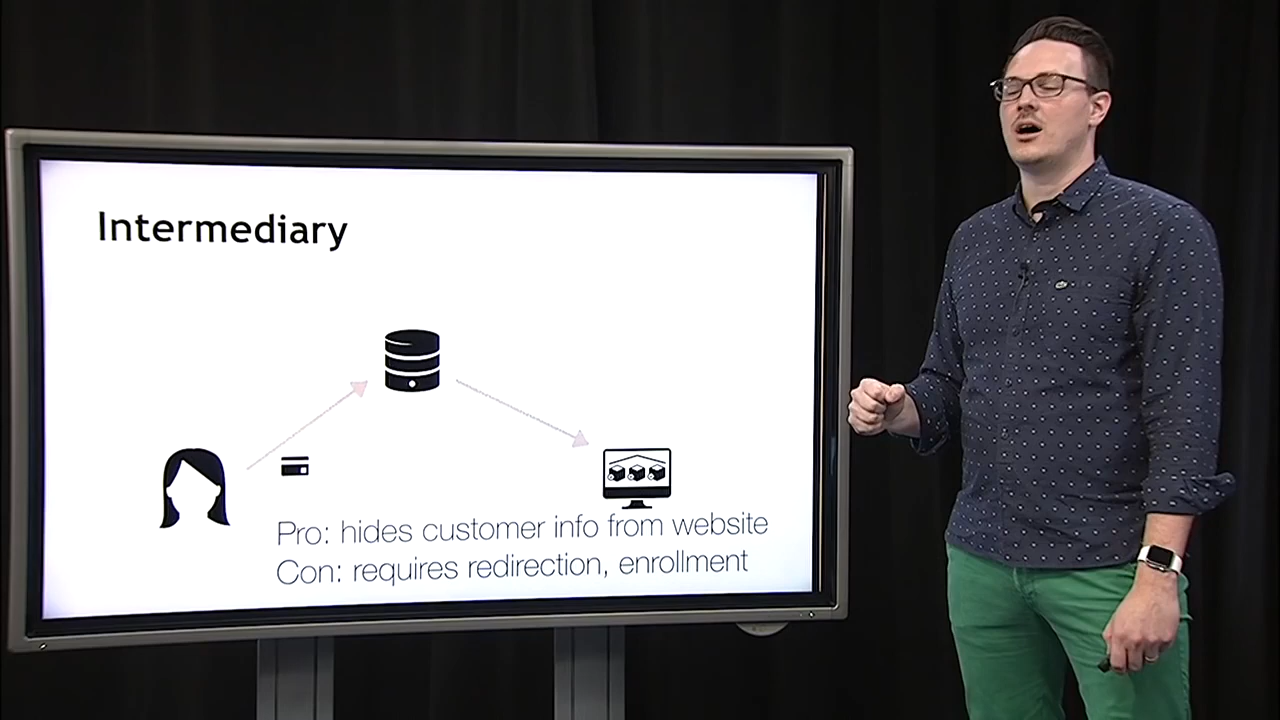 Intermediary
Pro: hides customer info from website
Con: requires redirection, enrollment